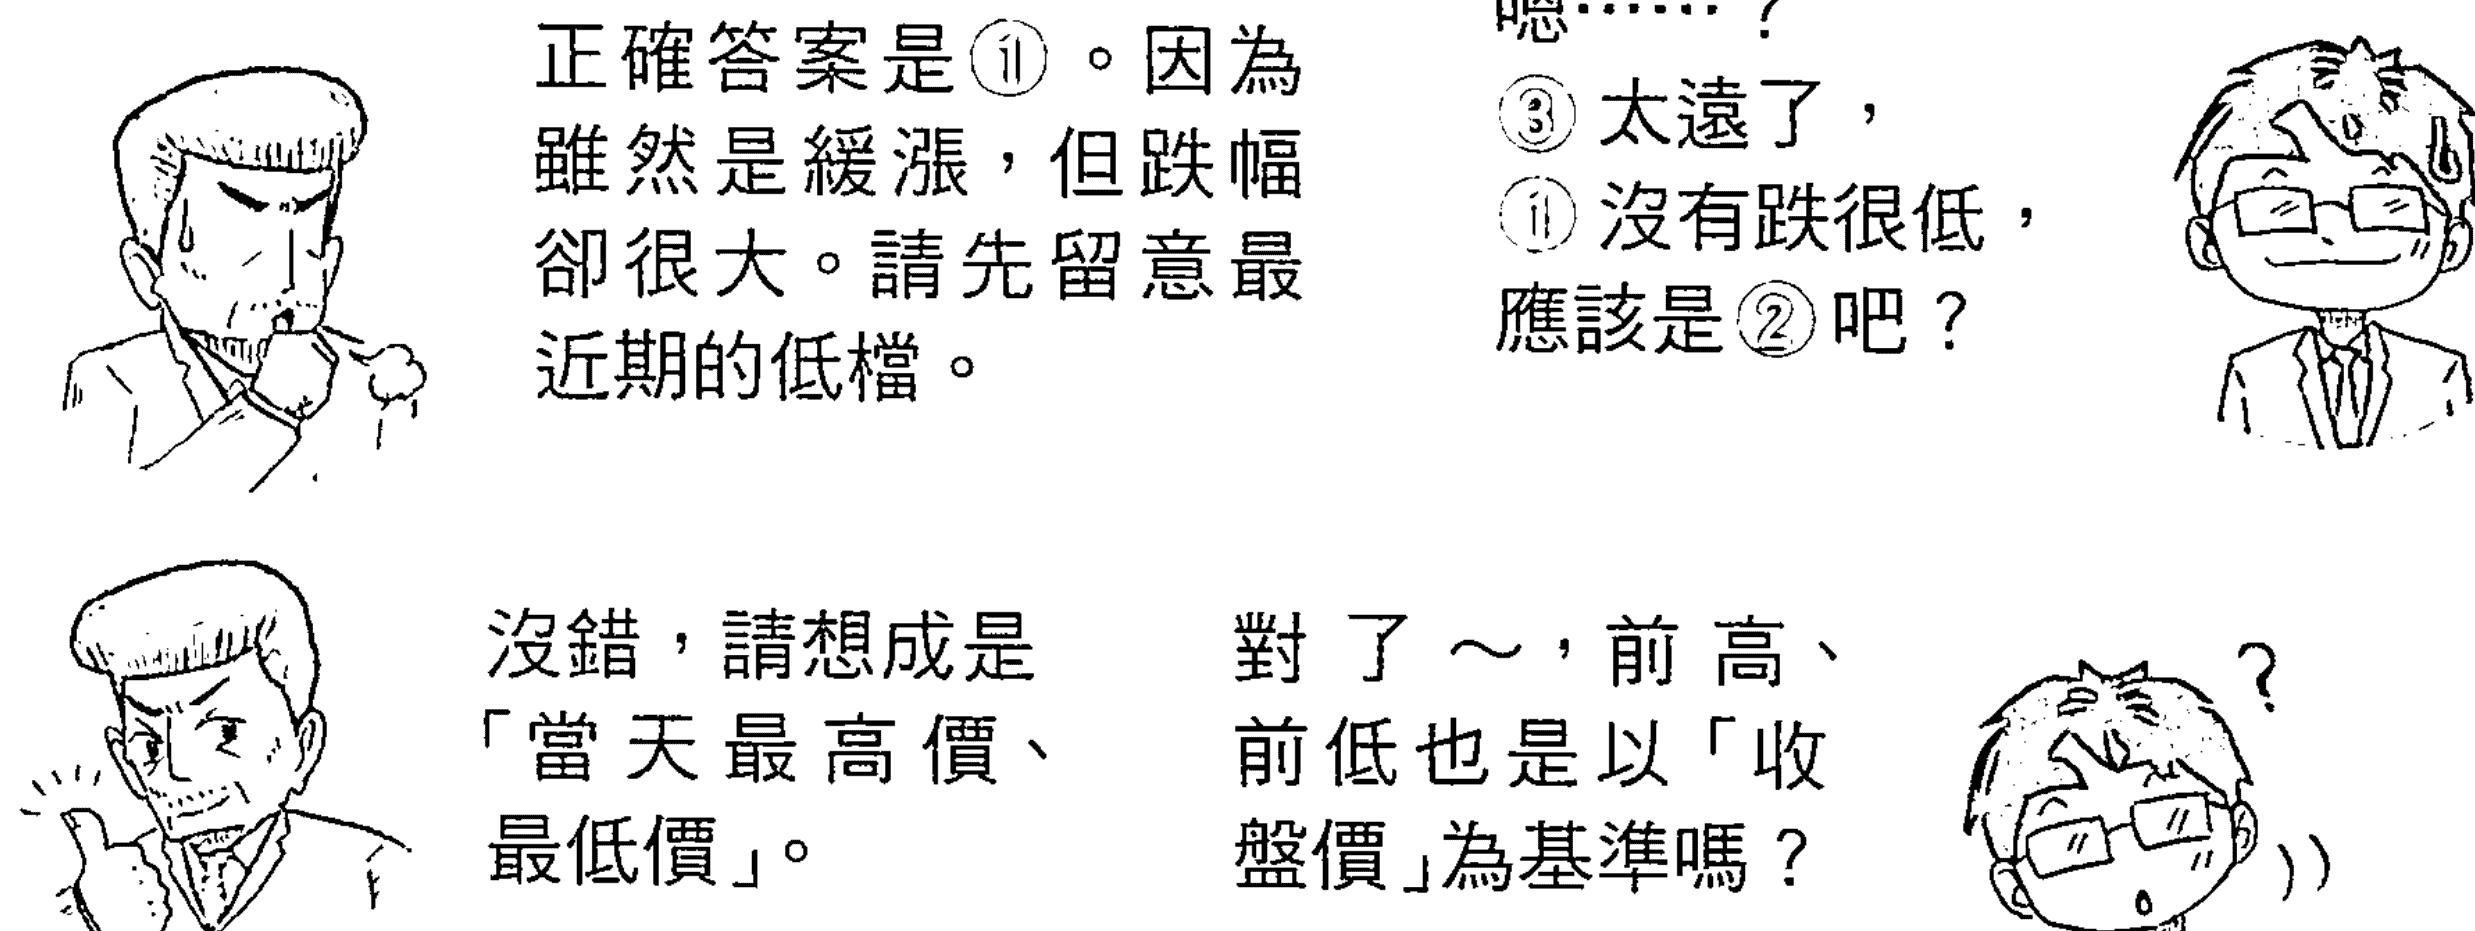 嗯……？
③太遠了，
①沒有跌很低，
應該是②吧？
正確答案是①。因為
雖然是緩漲，但跌幅
卻很大。請先留意最
近期的低檔。
對了～，前高、
前低也是以「收
盤價」為基準嗎？
沒錯，請想成是
「當天最高價、
最低價」。